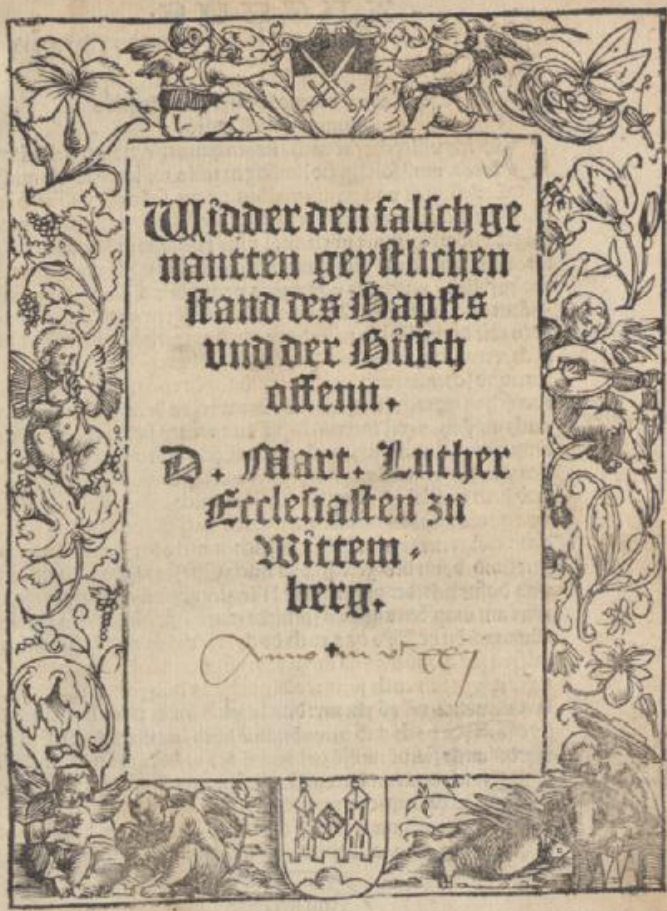 Widder den falsch ge
nantten geystlichen
stand des Bapsts
vnd der Bissch
offenn.
D. Mart. Luther
Ecclesiasten zu
Wittem -
berg.
Anno